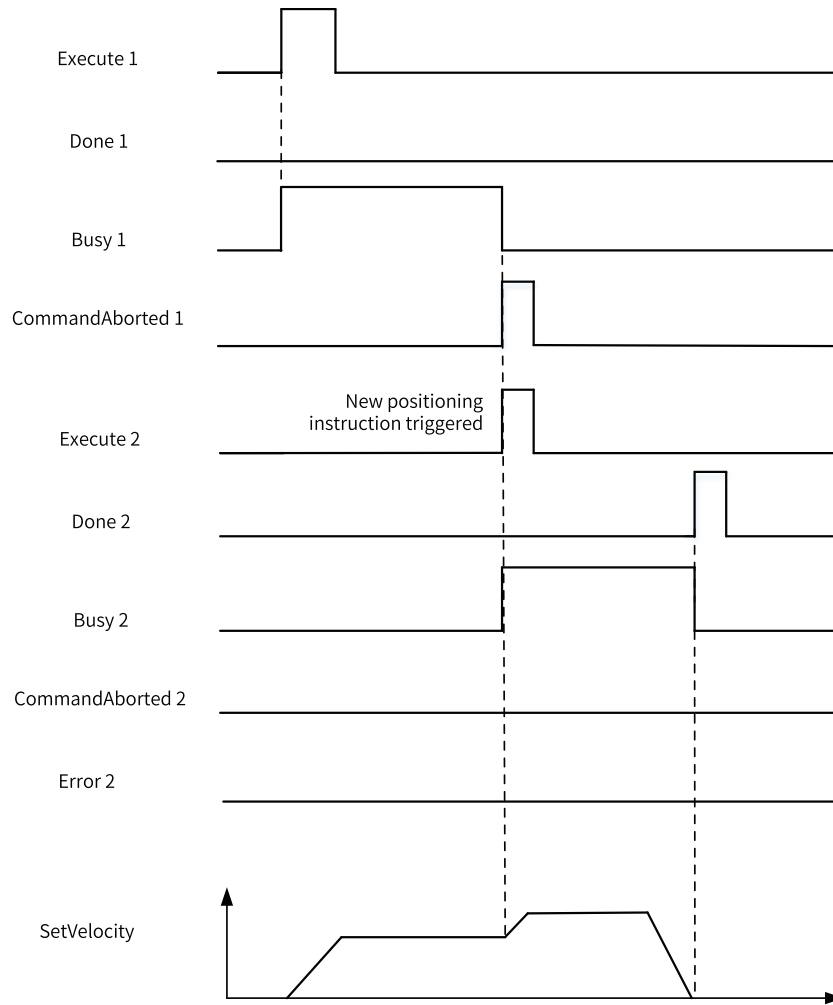 Execute 1
Done 1
Busy 1
CommandAborted 1
New positioning
instruction triggered
Execute 2
Done 2
Busy 2
CommandAborted 2
Error 2
SetVelocity